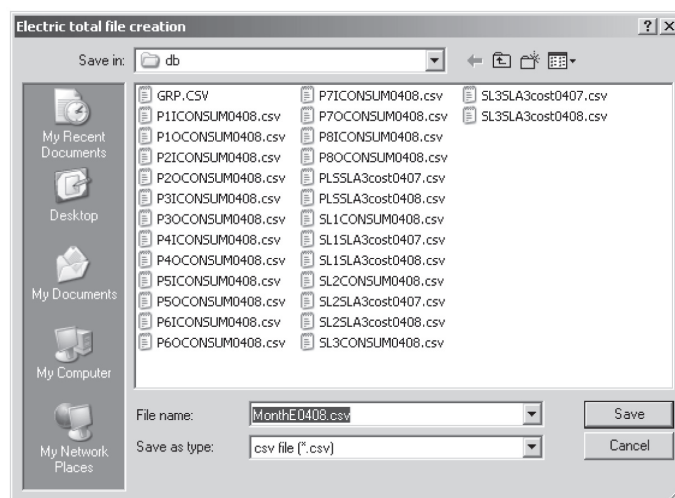 Electric total file creation
Save in:
db
My Recent
Documents
Desktop
My Documents
My Computer
My Network
Places
GRP.CSV
P1ICONSUM0408.csv
P1OCONSUM0408.csv
P2ICONSUM0408.csv
P2OCONSUM0408.csv
P3ICONSUM0408.csv
P3OCONSUM0408.csv
P4ICONSUM0408.csv
P4OCONSUM0408.csv
P5ICONSUM0408.csv
P5OCONSUM0408.csv
P6ICONSUM0408.csv
P6OCONSUM0408.csv
P7ICONSUM0408.csv
P7OCONSUM0408.csv
P8ICONSUM0408.csv
P8OCONSUM0408.csv
PLSSLA3cost0407.csv
PLSSLA3cost0408.csv
SL1CONSUM0408.csv
SL1SLA3cost0407.csv
SL1SLA3cost0408.csv
SL2CONSUM0408.csv
SL2SLA3cost0407.csv
SL2SLA3cost0408.csv
SL3CONSUM0408.csv
SL3SLA3cost0407.csv
SL3SLA3cost0408.csv
File name:
MonthE0408.csv
Save
Save as type:
csv file (*.csv)
Cancel